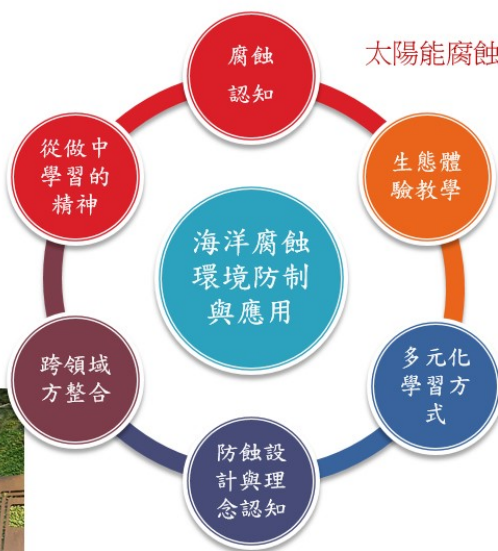 腐蝕
認知
太陽能腐蝕
從做中
學習的
精神
生態體
驗教學
海洋腐蝕
環境防制
與應用
跨領域
方整合
多元化
學習方
式
防蝕設
計與理
念認知